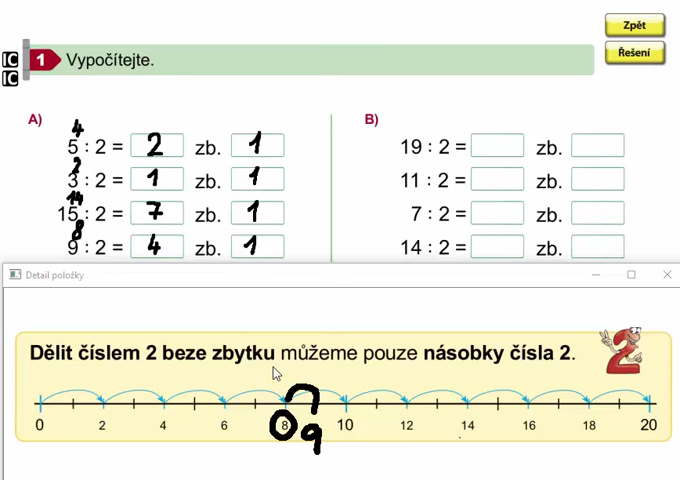 Zpět
1 Vypočítejte.
Řešení
A)
B)
4
5 : 2 = 2 zb. 1
19 : 2 = zb.
2
3 : 2 = 1 zb. 1
11 : 2 = zb.
14
15 : 2 = 7 zb. 1
7 : 2 = zb.
8
9 : 2 = 4 zb. 1
14 : 2 = zb.
Detail položky
Dělit číslem 2 beze zbytku můžeme pouze násobky čísla 2.
2
0 2 4 6 8 10 12 14 16 18 20
9